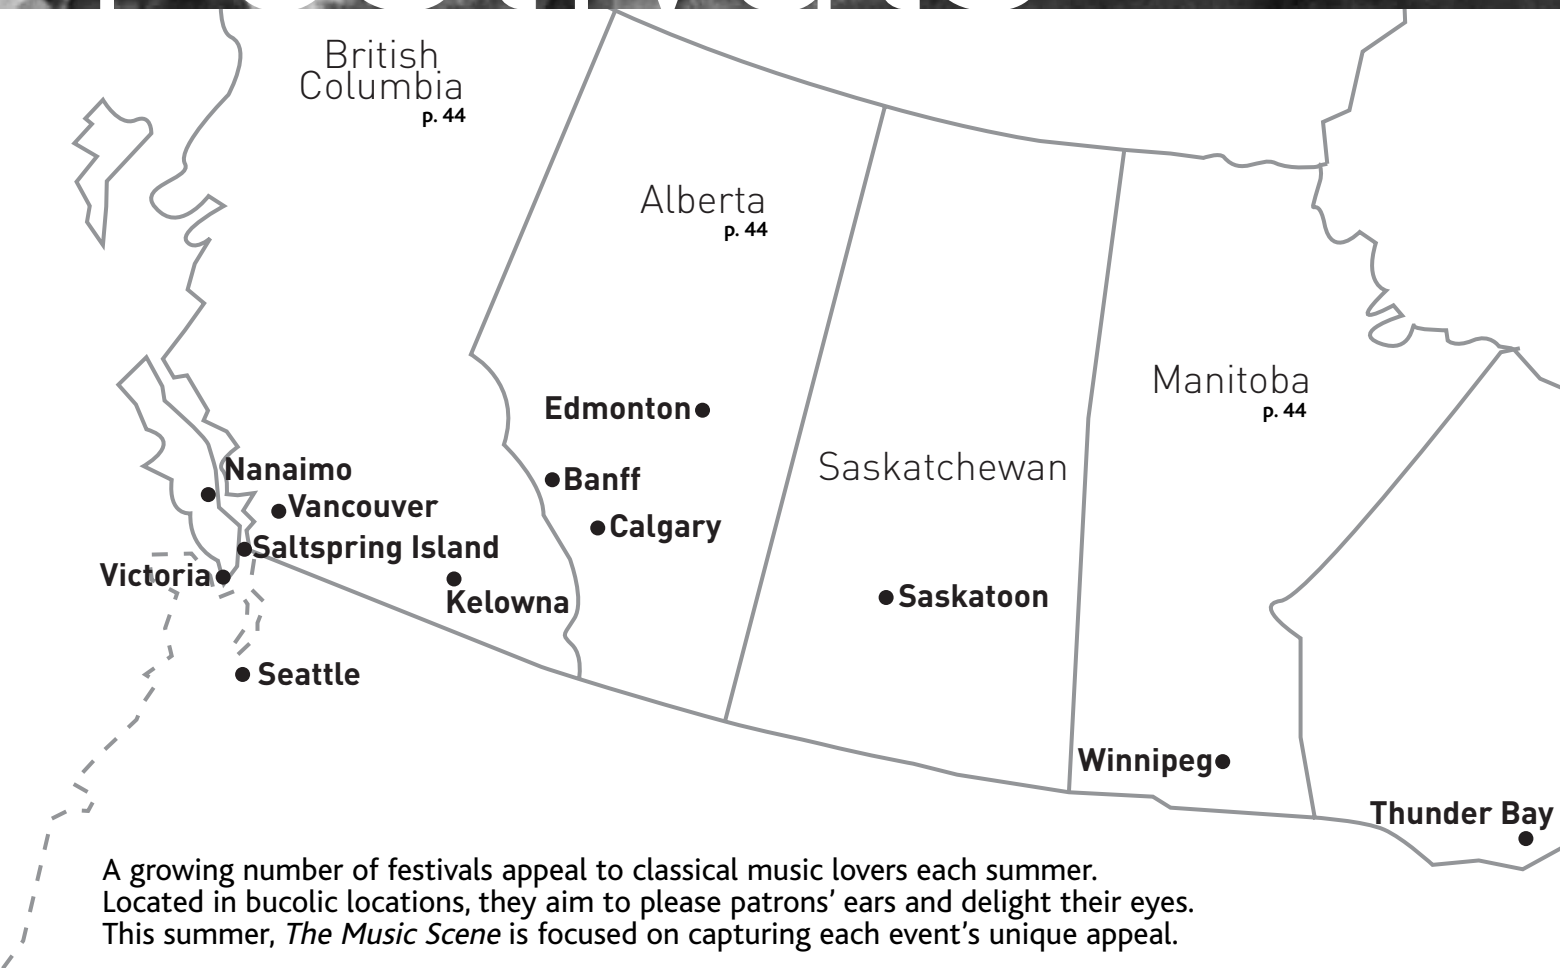 British
Columbia
p. 44
Alberta
p. 44
Manitoba
p. 44
Edmonton
Saskatchewan
Nanaimo
Banff
Vancouver
Calgary
Saltspring Island
Victoria
Kelowna
Saskatoon
Seattle
Winnipeg
Thunder Bay
A growing number of festivals appeal to classical music lovers each summer.
Located in bucolic locations, they aim to please patrons’ ears and delight their eyes.
This summer, The Music Scene is focused on capturing each event’s unique appeal.